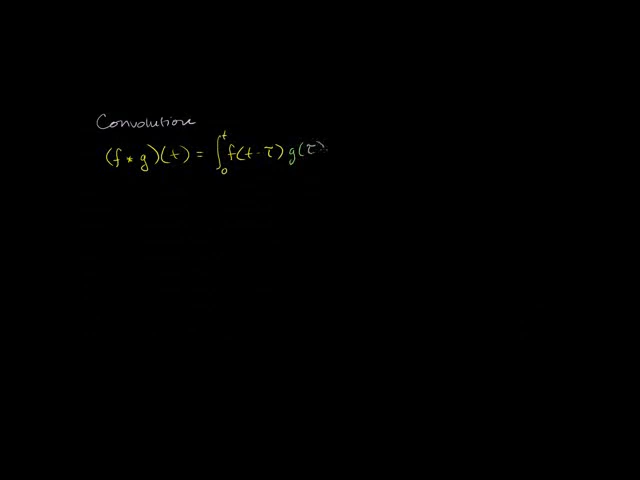 Convolution
(f * g)(t) = ∫₀ᵗ f(t - τ) g(τ)